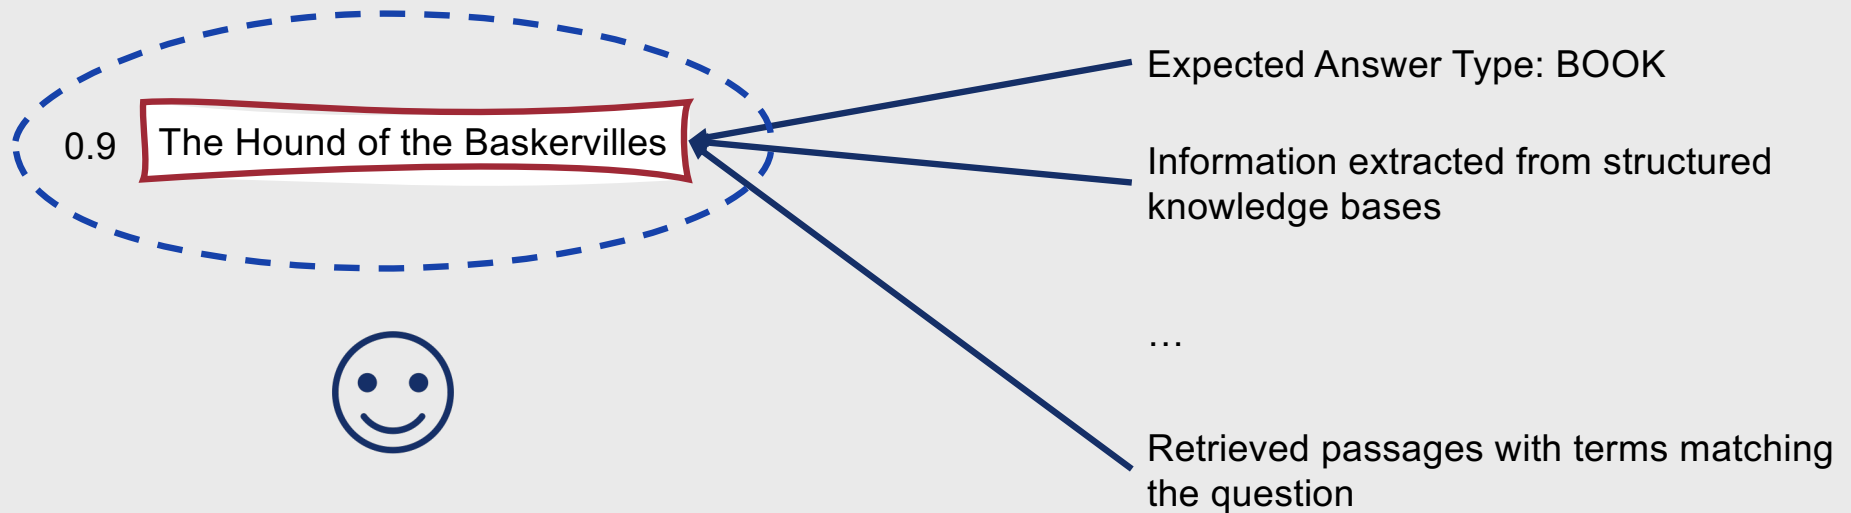 0.9
The Hound of the Baskervilles
Expected Answer Type: BOOK
Information extracted from structured
knowledge bases
…
Retrieved passages with terms matching
the question